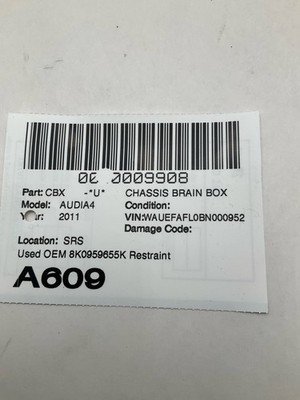 0009908
Part: CBX -*U* CHASSIS BRAIN BOX
Model: AUDIA4 Condition:
2011 VIN:WAUEFAFL0BN000952
Damage Code:
Location: SRS
Used OEM 8K0959655K Restraint
A609